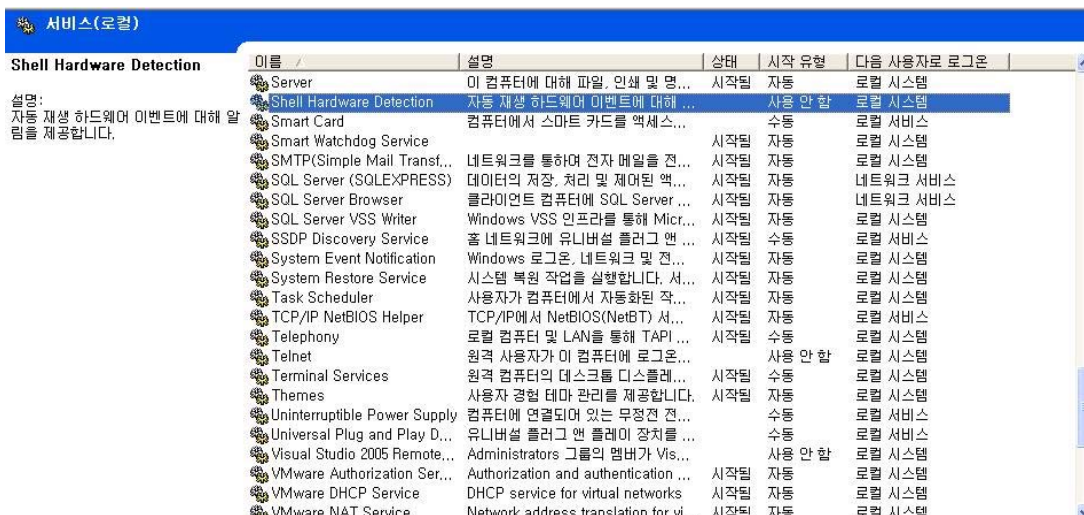 서비스(로컬)
Shell Hardware Detection
설명:
자동 재생 하드웨어 이벤트에 대해 알
림을 제공합니다.
이름 설명 상태 시작 유형 다음 사용자로 로그온
Server 이 컴퓨터에 대해 파일, 인쇄 및 명... 시작됨 자동 로컬 시스템
Shell Hardware Detection 자동 재생 하드웨어 이벤트에 대해 ... 사용 안 함 로컬 시스템
Smart Card 컴퓨터에서 스마트 카드를 액세스... 수동 로컬 서비스
Smart Watchdog Service 시작됨 자동 로컬 시스템
SMTP(Simple Mail Transf... 네트워크를 통하여 전자 메일을 전... 시작됨 자동 로컬 시스템
SQL Server (SQLEXPRESS) 데이터의 저장, 처리 및 제어된 액... 시작됨 자동 네트워크 서비스
SQL Server Browser 클라이언트 컴퓨터에 SQL Server ... 시작됨 자동 네트워크 서비스
SQL Server VSS Writer Windows VSS 인프라를 통해 Micr... 시작됨 자동 로컬 시스템
SSDP Discovery Service 홈 네트워크에 유니버설 플러그 앤 ... 시작됨 수동 로컬 서비스
System Event Notification Windows 로그온, 네트워크 및 전... 시작됨 자동 로컬 시스템
System Restore Service 시스템 복원 작업을 실행합니다. 서... 시작됨 자동 로컬 시스템
Task Scheduler 사용자가 컴퓨터에서 자동화된 작... 시작됨 자동 로컬 시스템
TCP/IP NetBIOS Helper TCP/IP에서 NetBIOS(NetBT) 서... 시작됨 자동 로컬 서비스
Telephony 로컬 컴퓨터 및 LAN을 통해 TAPI ... 시작됨 수동 로컬 시스템
Telnet 원격 사용자가 이 컴퓨터에 로그온... 사용 안 함 로컬 시스템
Terminal Services 원격 컴퓨터의 데스크톱 디스플레... 시작됨 수동 로컬 시스템
Themes 사용자 경험 테마 관리를 제공합니다. 시작됨 자동 로컬 시스템
Uninterruptible Power Supply 컴퓨터에 연결되어 있는 무정전 전... 수동 로컬 서비스
Universal Plug and Play D... 유니버설 플러그 앤 플레이 장치를 ... 수동 로컬 서비스
Visual Studio 2005 Remote... Administrators 그룹의 멤버가 Vis... 사용 안 함 로컬 시스템
VMware Authorization Ser... Authorization and authentication ... 시작됨 자동 로컬 시스템
VMware DHCP Service DHCP service for virtual networks 시작됨 자동 로컬 시스템
VMware NAT Service Network address translation for vi... 시작됨 자동 로컬 시스템